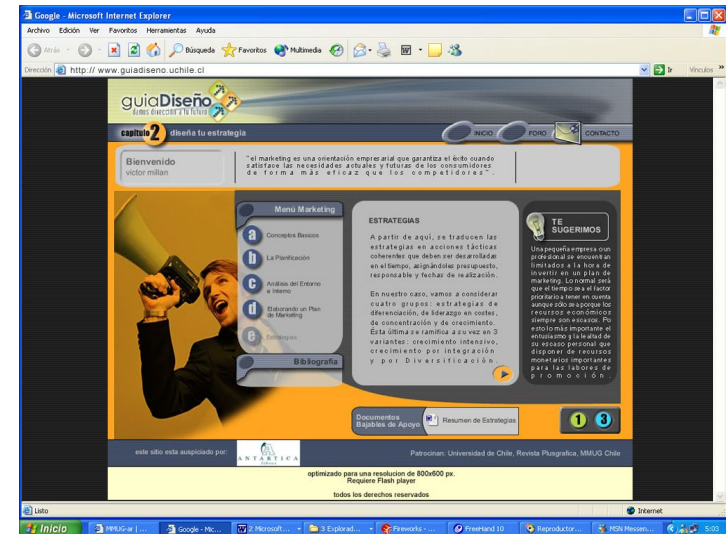 Google - Microsoft Internet Explorer
Archivo Edición Ver Favoritos Herramientas Ayuda
Atrás Búsqueda Favoritos Multimedia
Dirección http:// www.guiadiseno.uchile.cl Ir Vínculos »
guiaDiseño
damos dirección a tu futuro
capítulo 2 diseña tu estrategia
INICIO FORO CONTACTO
Bienvenido
victor millan
"el marketing es una orientación empresarial que garantiza el éxito cuando
satisface las necesidades actuales y futuras de los consumidores
de forma más eficaz que los competidores".
Menú Marketing
a Conceptos Basicos
b La Planificación
c Análisis del Entorno
e Interno
d Elaborando un Plan
de Marketing
e Estrategias
Bibliografía
ESTRATEGIAS
A partir de aquí, se traducen las
estrategias en acciones tácticas
coherentes que deben ser desarrolladas
en el tiempo, asignándoles presupuesto,
responsable y fechas de realización.
En nuestro caso, vamos a considerar
cuatro grupos: estrategias de
diferenciación, de liderazgo en costes,
de concentración y de crecimiento.
Ésta última se ramifica a su vez en 3
variantes: crecimiento intensivo,
crecimiento por integración
y por Diversificación.
TE
SUGERIMOS
Una pequeña empresa o un
profesional se encuentran
limitados a la hora de
invertir en un plan de
marketing. Lo normal será
que el tiempo sea el factor
prioritario a tener en cuenta
aunque sólo sea porque los
recursos económicos
siempre son escasos. Po
esto lo más importante el
entusiasmo y la lealtad de
su escaso personal que
disponer de recursos
monetarios importantes
para las labores de
promoción.
Documentos
Bajables de Apoyo
Resumen de Estrategias
1 3
este sitio esta auspiciado por:
ANTARTICA
Patrocinan: Universidad de Chile, Revista Plusgrafica, MMUG Chile
optimizado para una resolucion de 800x600 px.
Requiere Flash player
todos los derechos reservados
Listo Internet
Inicio MMUG-ar | ... Google - Mic... 2 Microsoft... 3 Explorad... Fireworks - ... FreeHand 10 Reproductor... MSN Messen... 5:03